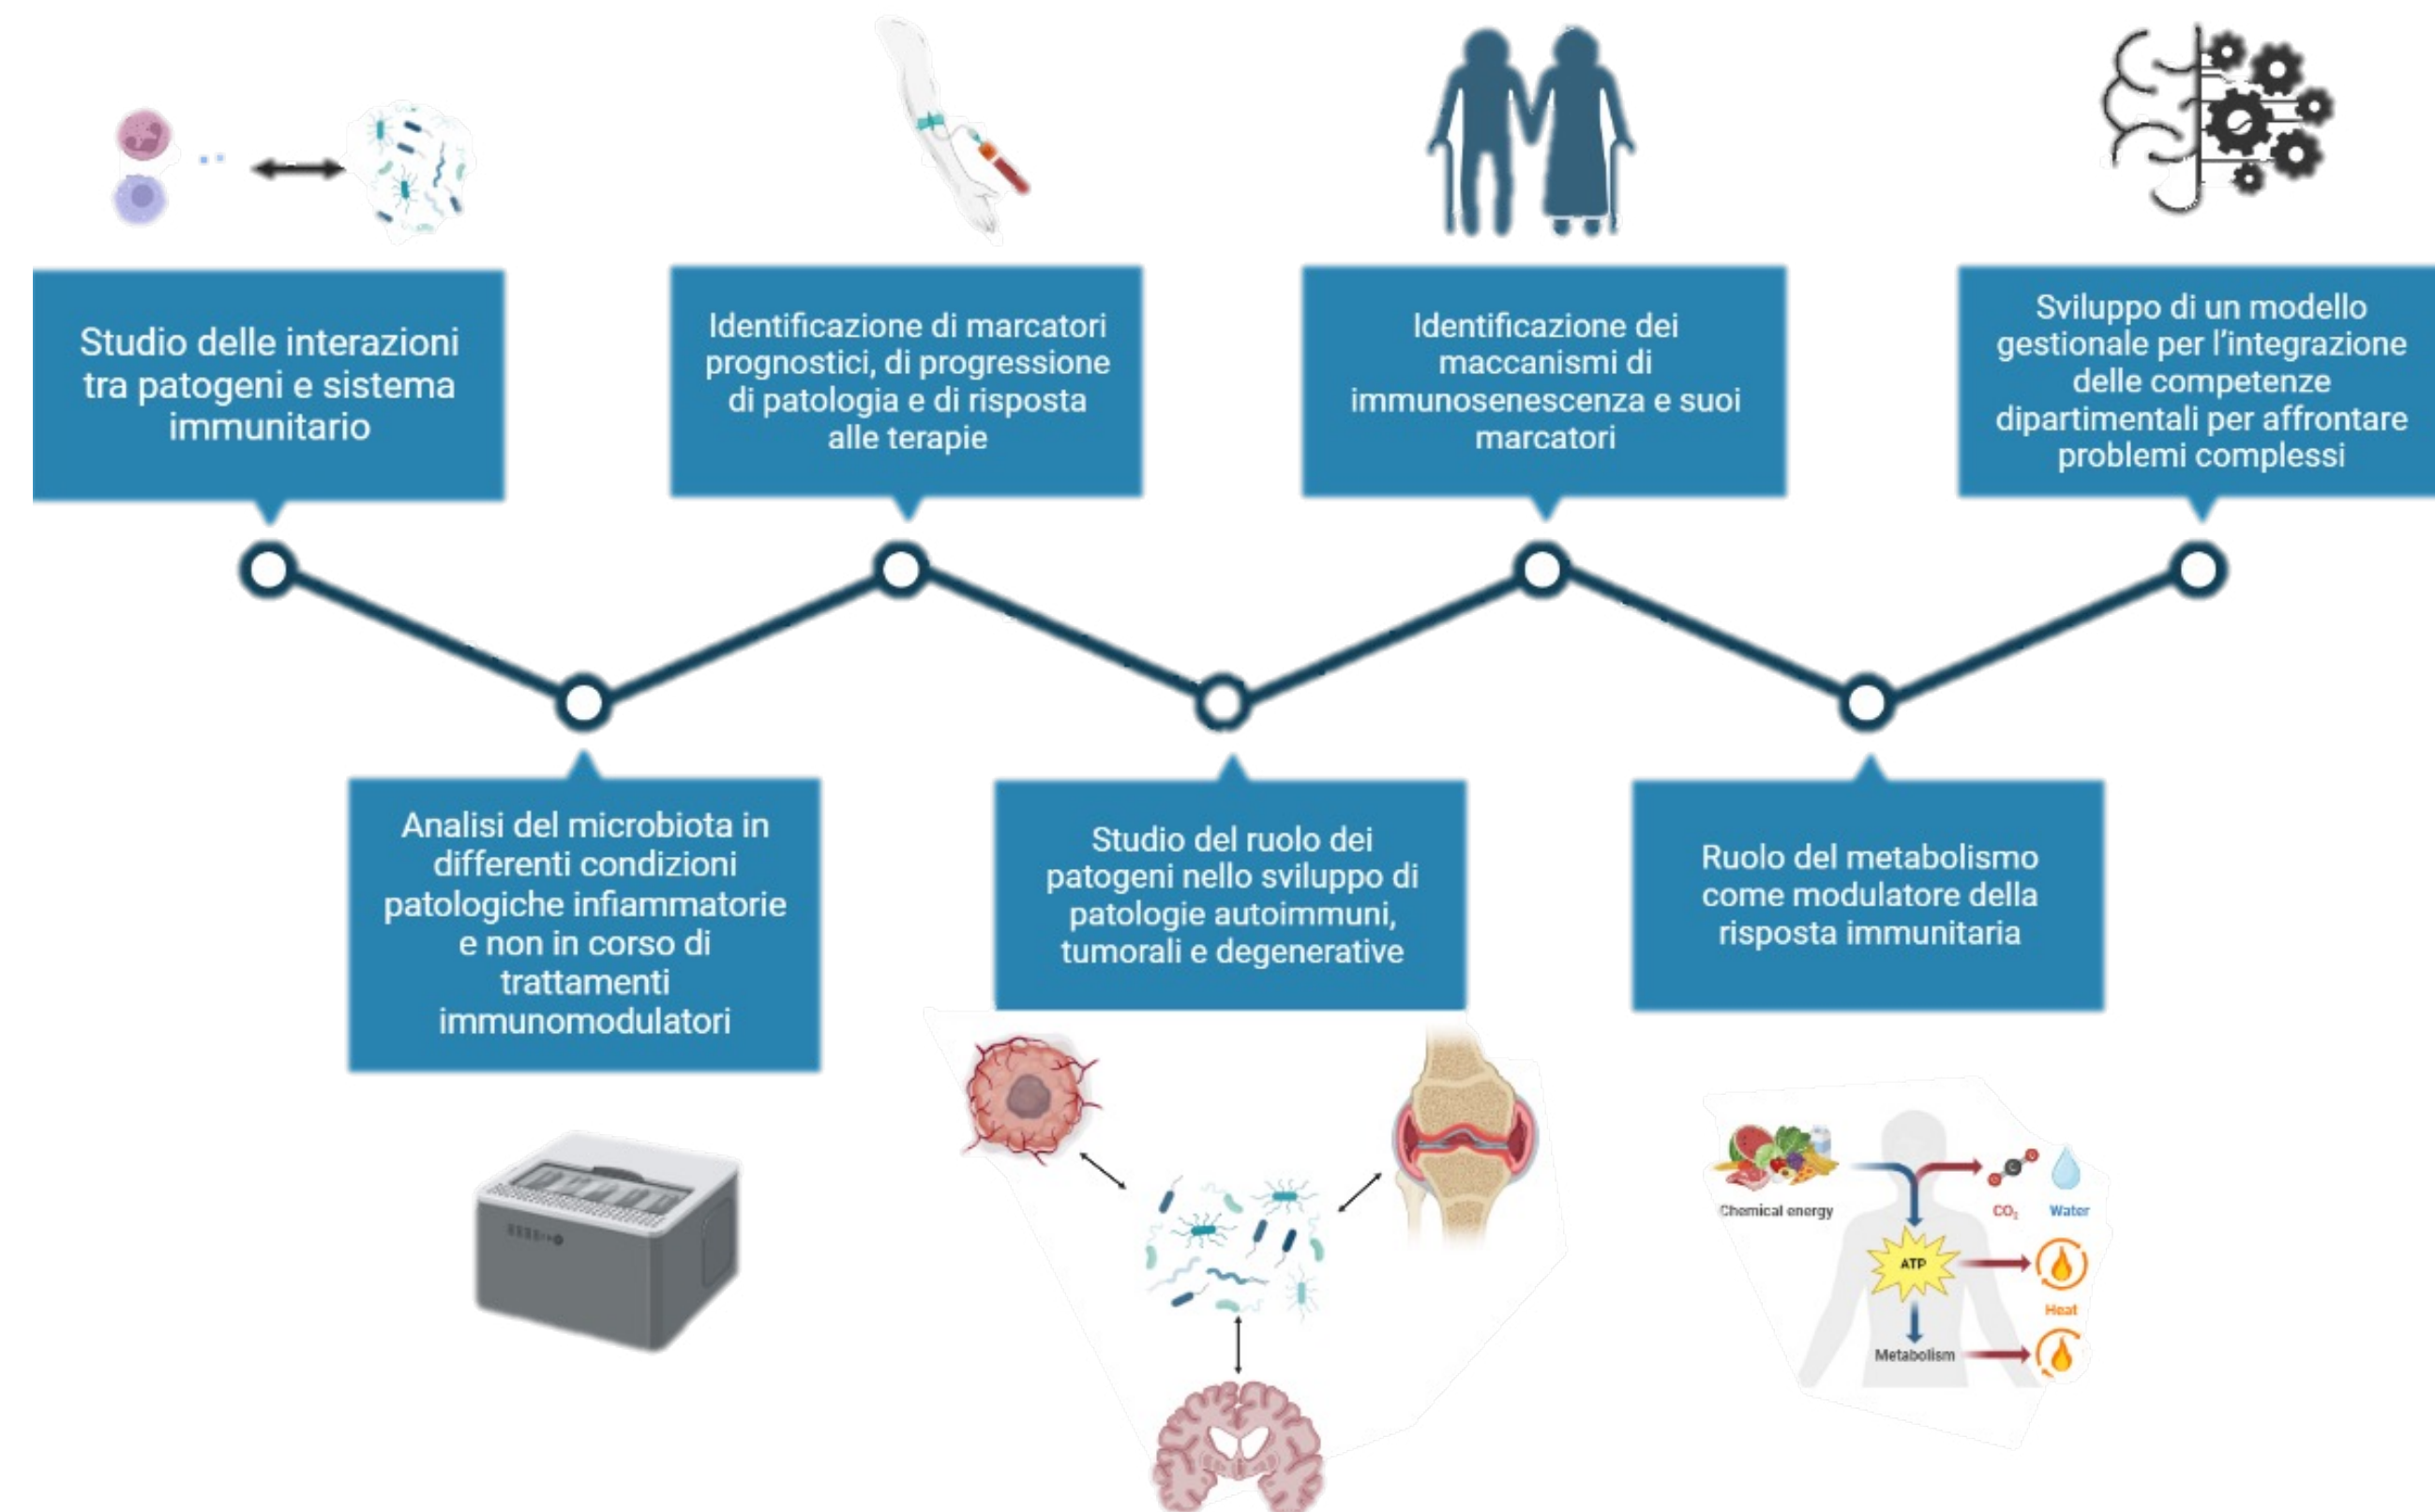 Studio delle interazioni
tra patogeni e sistema
immunitario
Identificazione di marcatori
prognostici, di progressione
di patologia e di risposta
alle terapie
Identificazione dei
maccanismi di
immunosenescenza e suoi
marcatori
Sviluppo di un modello
gestionale per l'integrazione
delle competenze
dipartimentali per affrontare
problemi complessi
Analisi del microbiota in
differenti condizioni
patologiche infiammatorie
e non in corso di
trattamenti
immunomodulatori
Studio del ruolo dei
patogeni nello sviluppo di
patologie autoimmuni,
tumorali e degenerative
Ruolo del metabolismo
come modulatore della
risposta immunitaria
Chemical energy
CO₂
Water
ATP
Heat
Metabolism